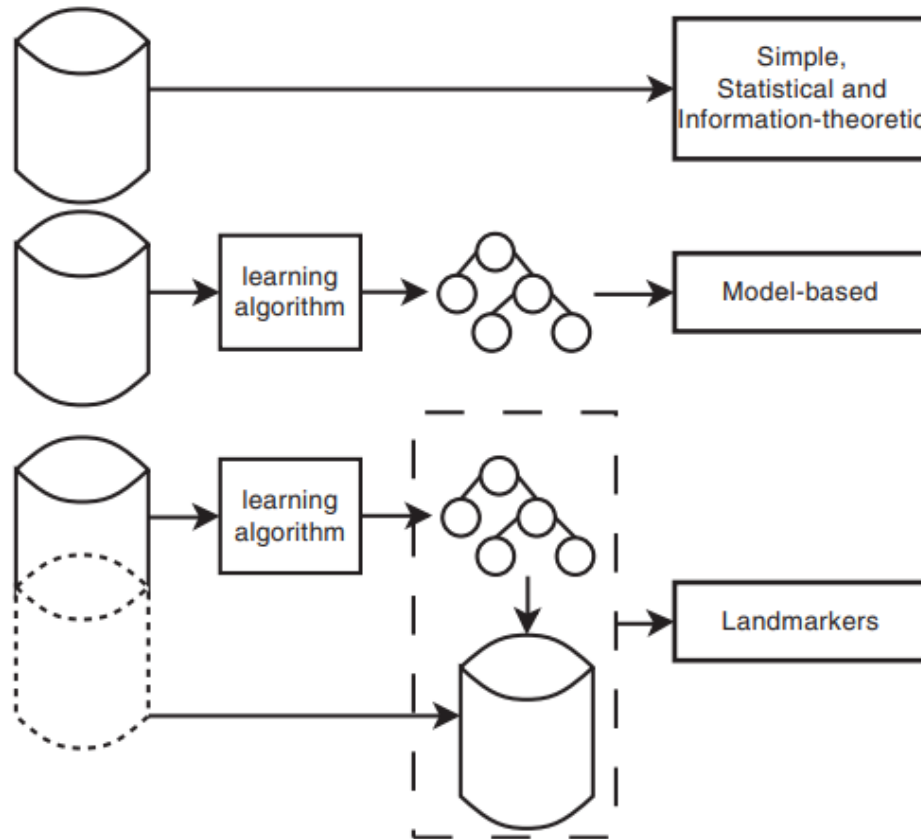 Simple,
Statistical and
Information-theoretic
learning
algorithm
Model-based
learning
algorithm
Landmarkers